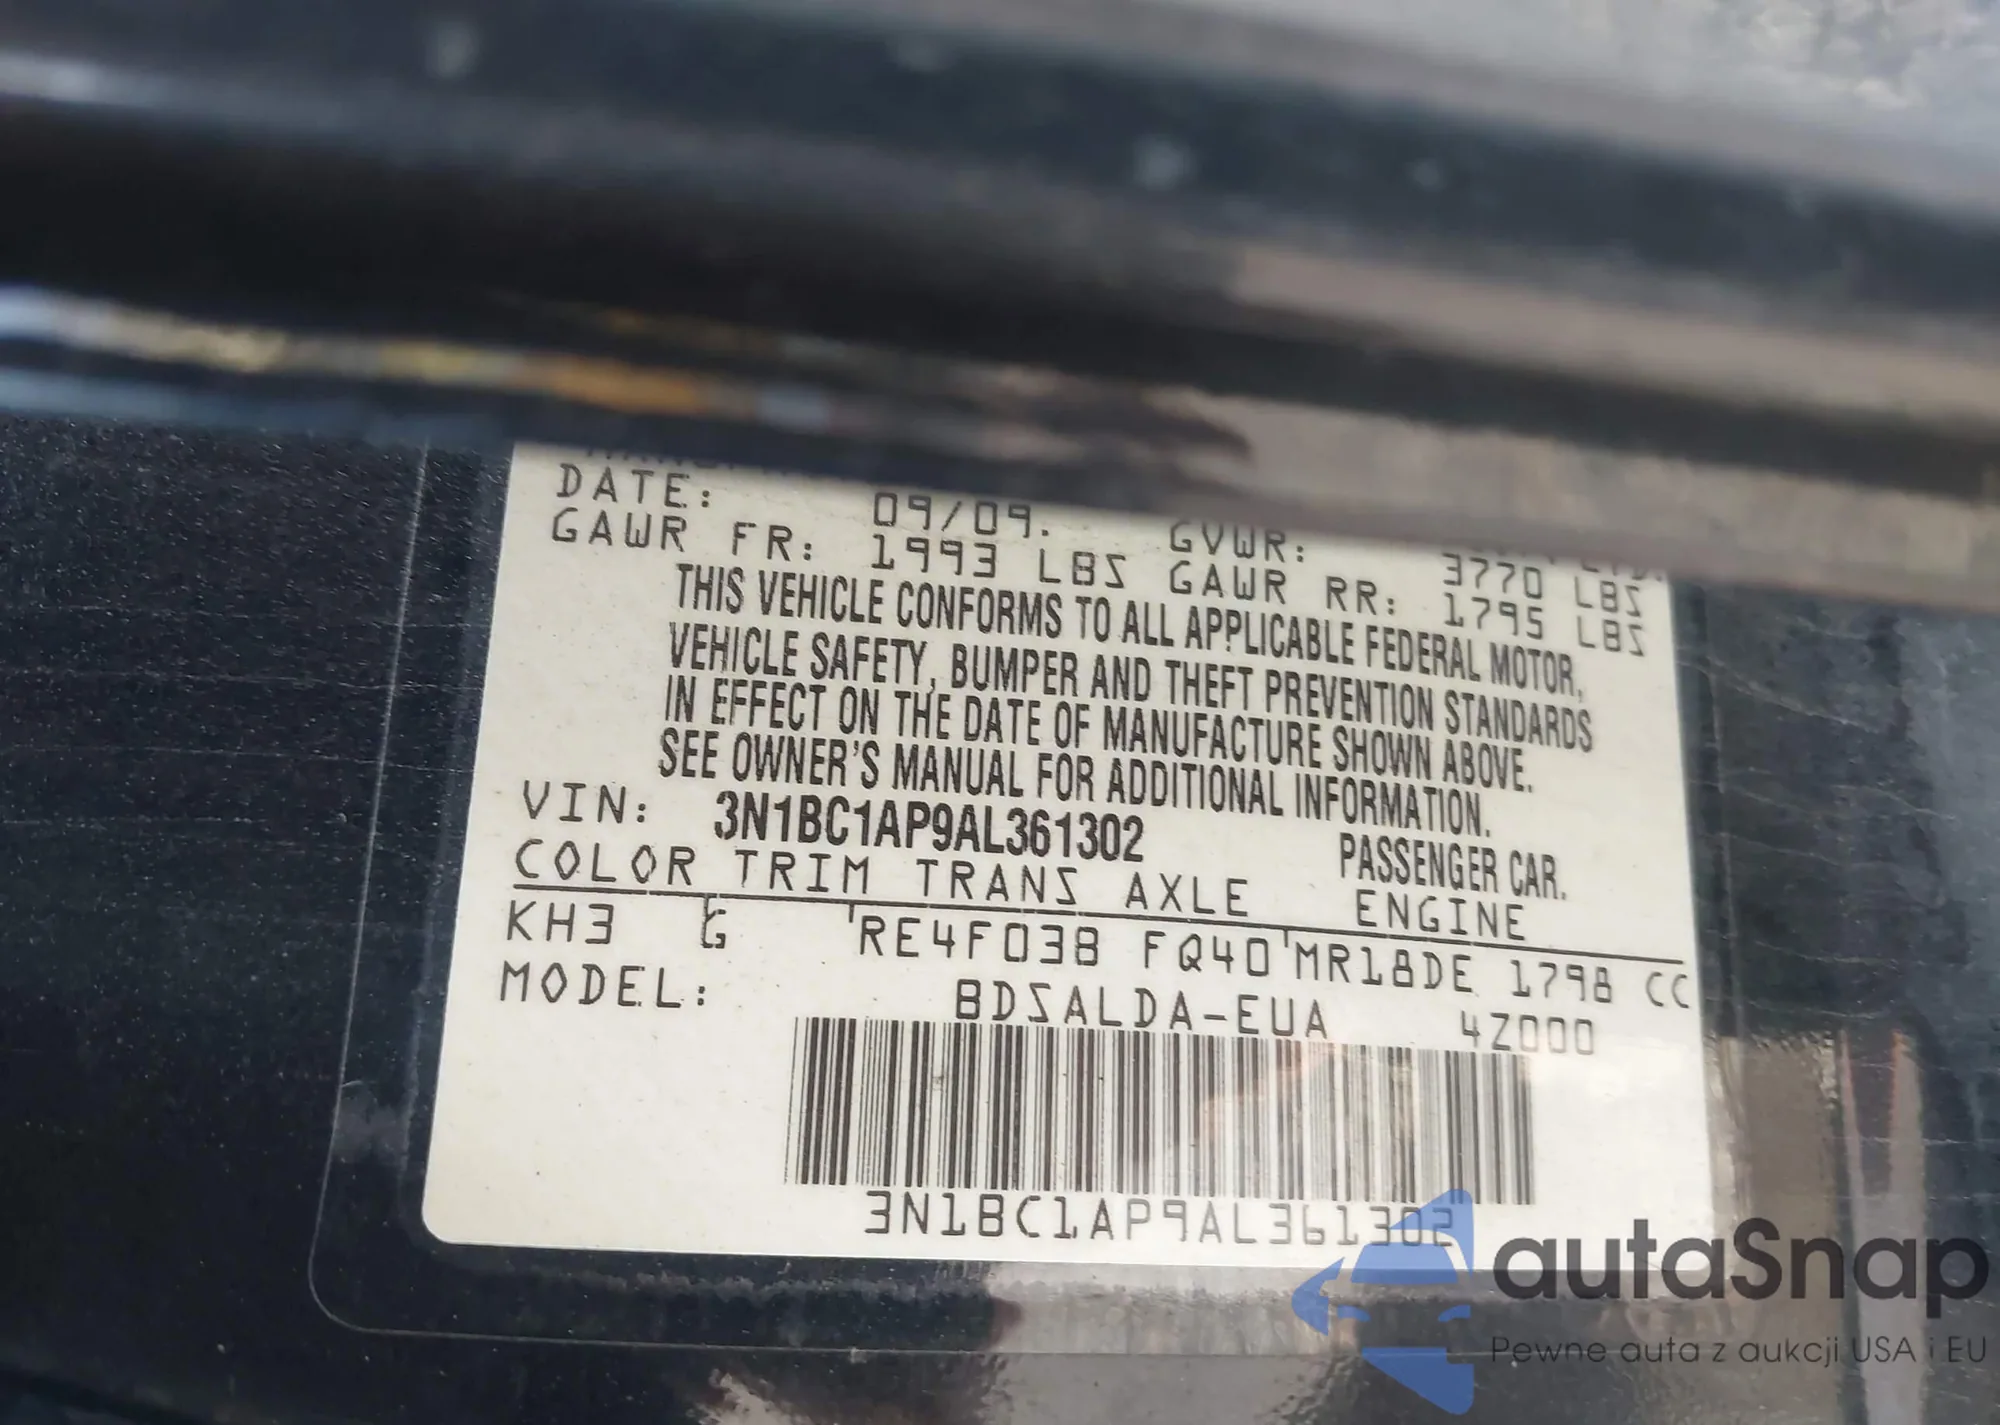 DATE: 09/09. GVWR: 3770 LBS
GAWR FR: 1993 LBS GAWR RR: 1795 LBS
THIS VEHICLE CONFORMS TO ALL APPLICABLE FEDERAL MOTOR,
VEHICLE SAFETY, BUMPER AND THEFT PREVENTION STANDARDS
IN EFFECT ON THE DATE OF MANUFACTURE SHOWN ABOVE.
SEE OWNER'S MANUAL FOR ADDITIONAL INFORMATION.
VIN: 3N1BC1AP9AL361302 PASSENGER CAR.
COLOR TRIM TRANS AXLE ENGINE
KH3 G RE4F03B FQ40 MR18DE 1798 CC
MODEL: BDSALDA-EUA 4Z000
3N1BC1AP9AL361302
autaSnap
Pewne auta z aukcji USA i EU